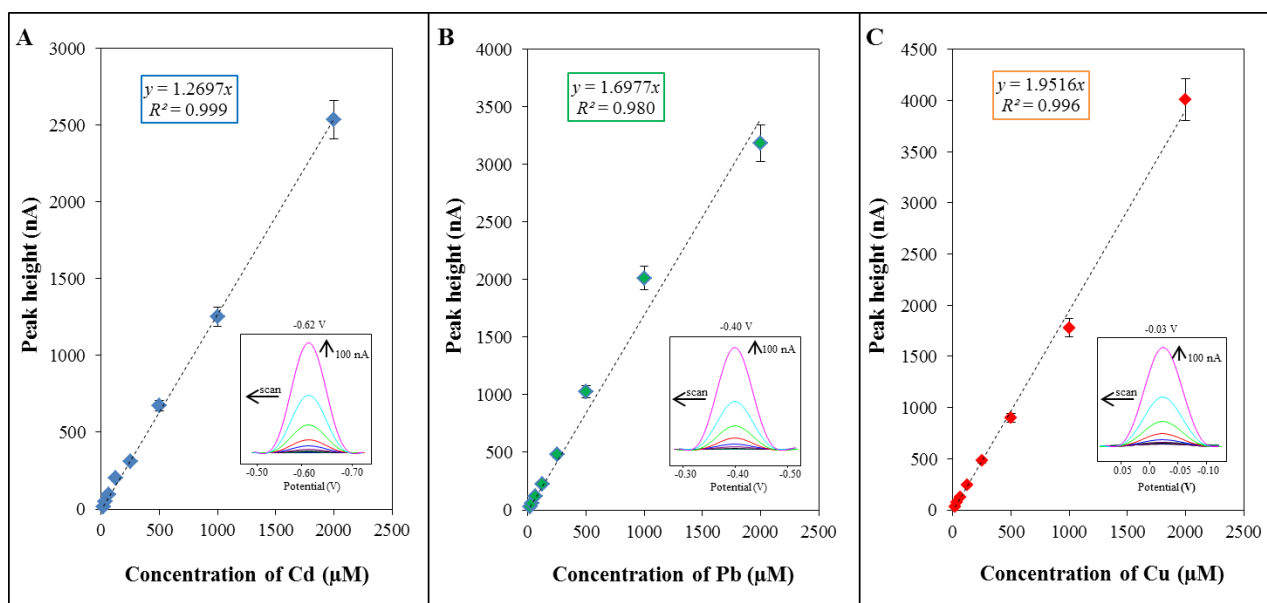 A
y = 1.2697x
R² = 0.999
3000
2500
2000
1500
1000
500
0
Peak height (nA)
-0.62 V
100 nA
scan
-0.50
-0.60
-0.70
Potential (V)
0
500
1000
1500
2000
2500
Concentration of Cd (µM)
B
y = 1.6977x
R² = 0.980
4000
3500
3000
2500
2000
1500
1000
500
0
Peak height (nA)
-0.40 V
100 nA
scan
-0.30
-0.40
-0.50
Potential (V)
0
500
1000
1500
2000
2500
Concentration of Pb (µM)
C
y = 1.9516x
R² = 0.996
4500
4000
3500
3000
2500
2000
1500
1000
500
0
Peak height (nA)
-0.03 V
100 nA
scan
0.05
0.0
-0.05
-0.10
Potential (V)
0
500
1000
1500
2000
2500
Concentration of Cu (µM)